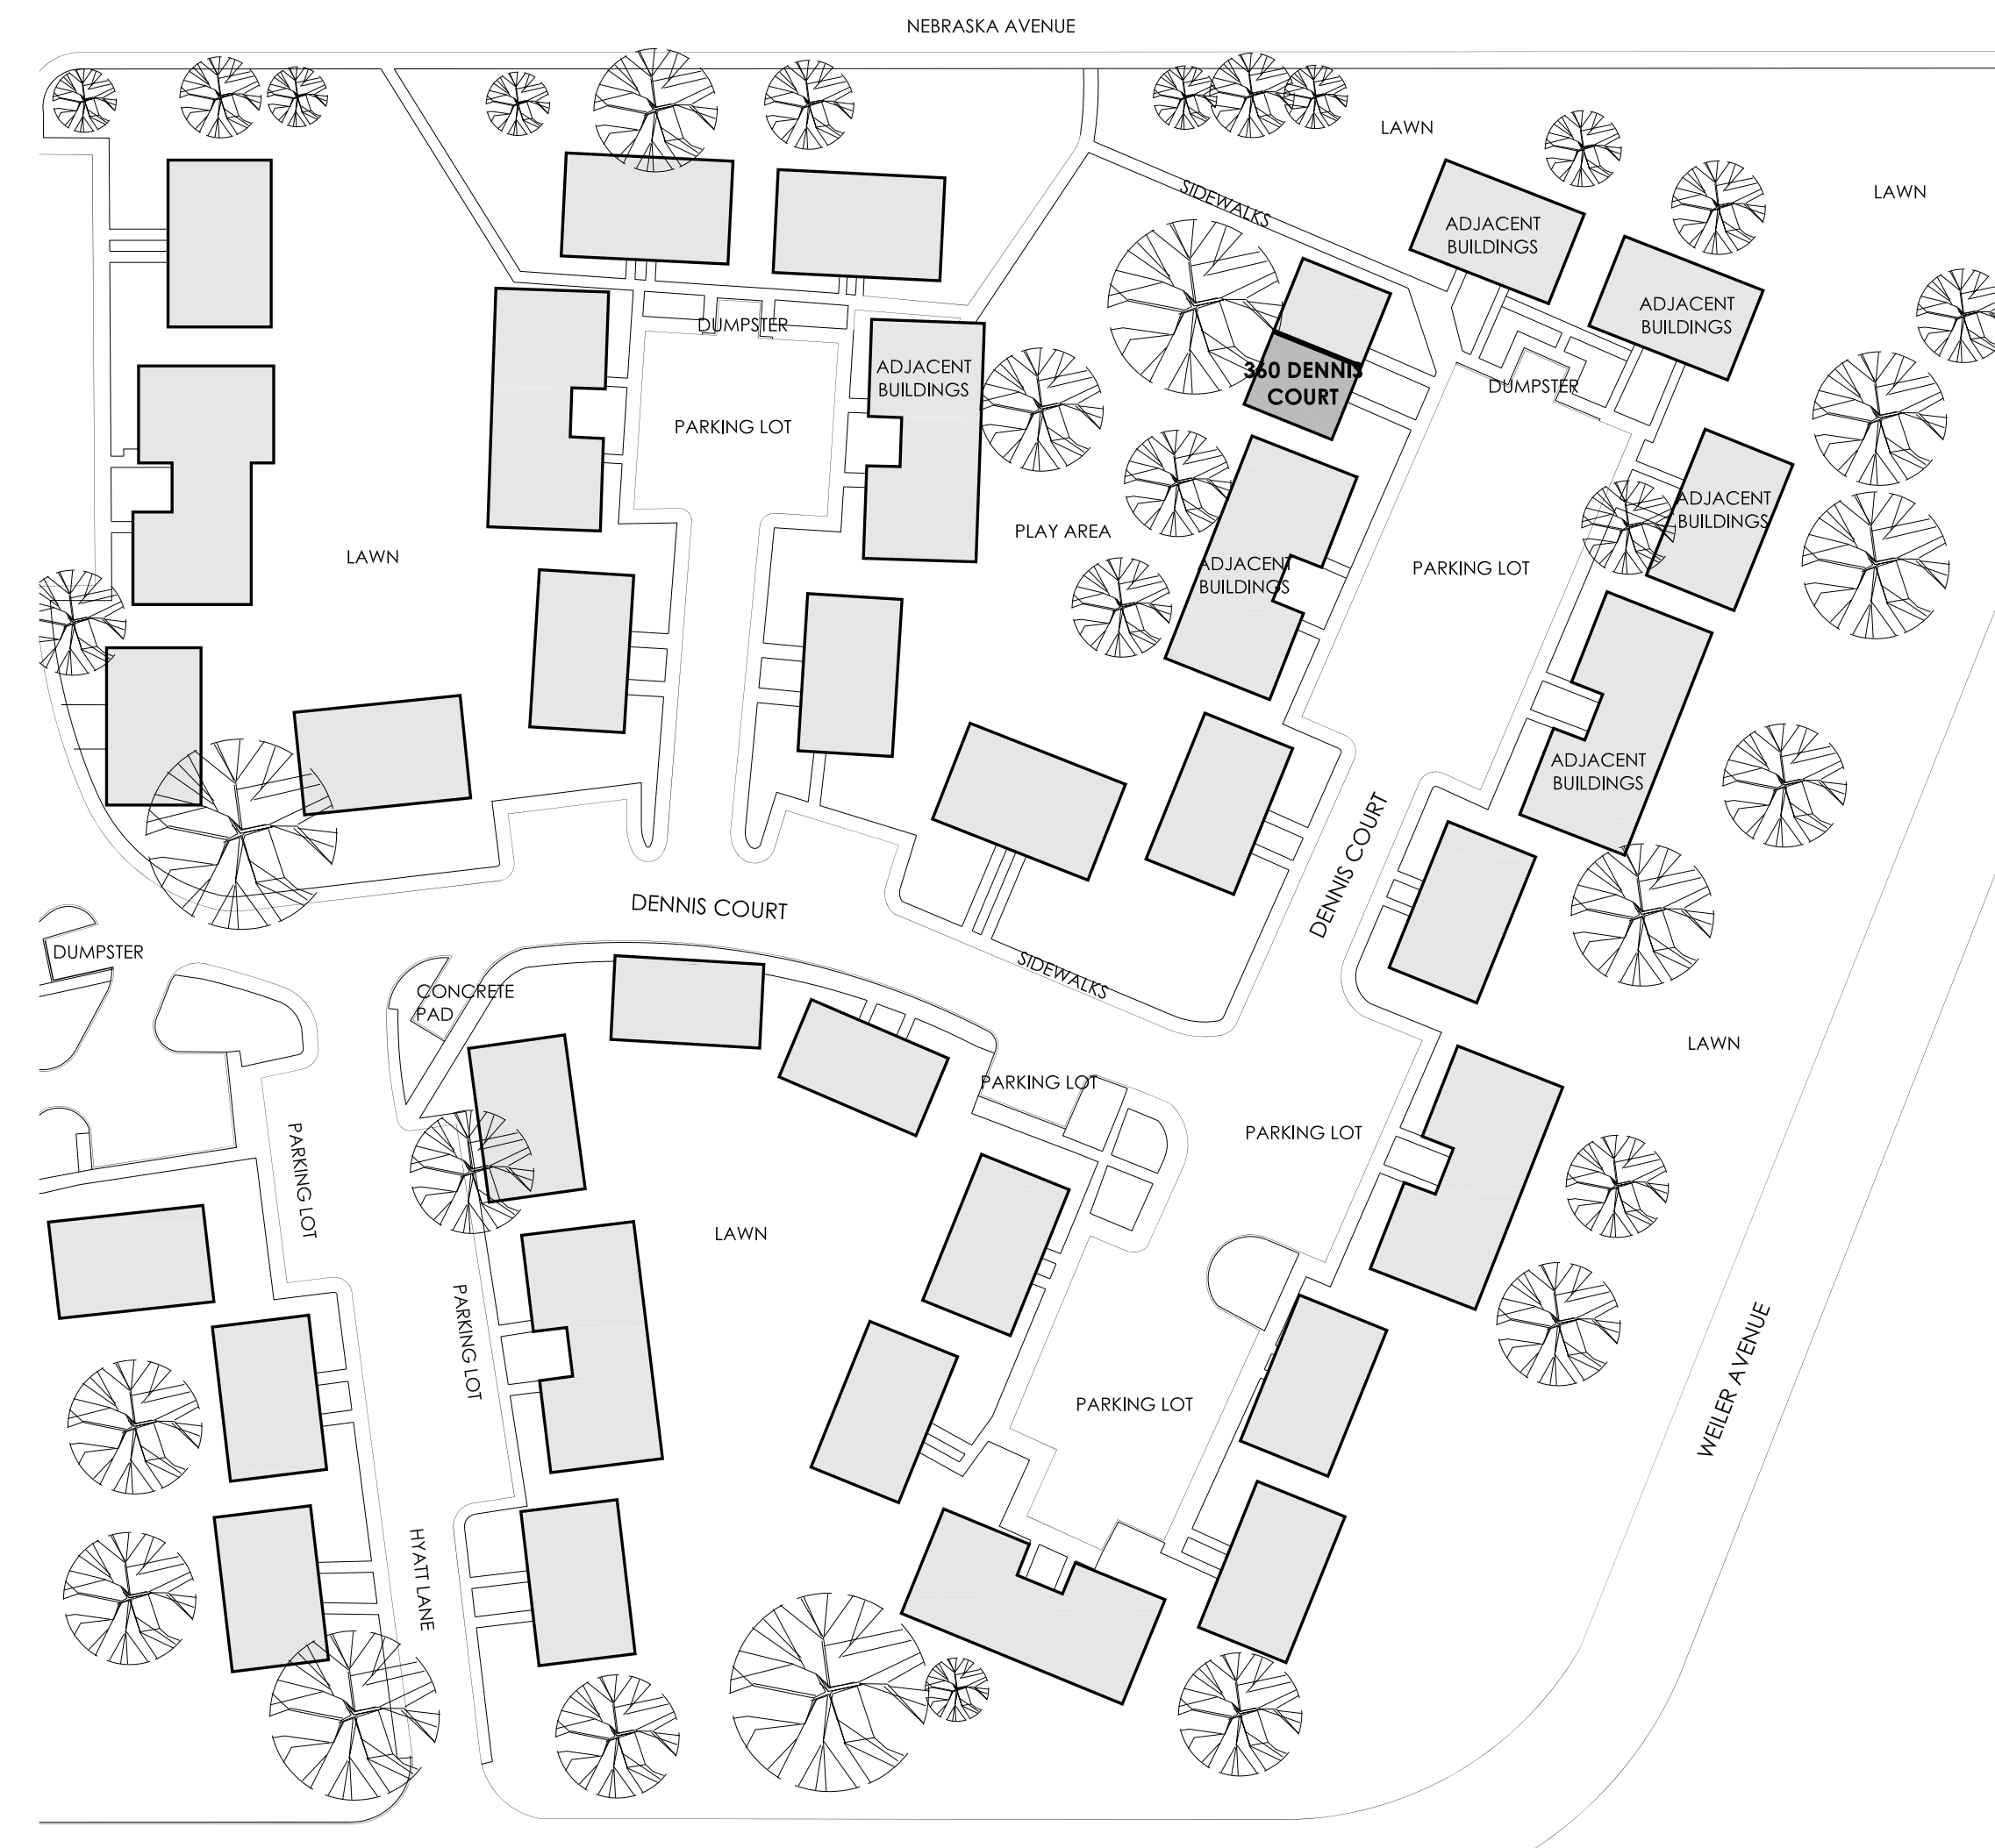 NEBRASKA AVENUE
LAWN
LAWN
SIDEWALKS
ADJACENT
BUILDINGS
ADJACENT
BUILDINGS
DUMPSTER
ADJACENT
BUILDINGS
360 DENNIS
COURT
DUMPSTER
PARKING LOT
ADJACENT
BUILDINGS
PLAY AREA
LAWN
ADJACENT
BUILDINGS
PARKING LOT
ADJACENT
BUILDINGS
DENNIS COURT
DENNIS COURT
DUMPSTER
CONCRETE
PAD
SIDEWALKS
LAWN
PARKING LOT
PARKING LOT
PARKING LOT
LAWN
PARKING LOT
PARKING LOT
WEILER AVENUE
HYATT LANE